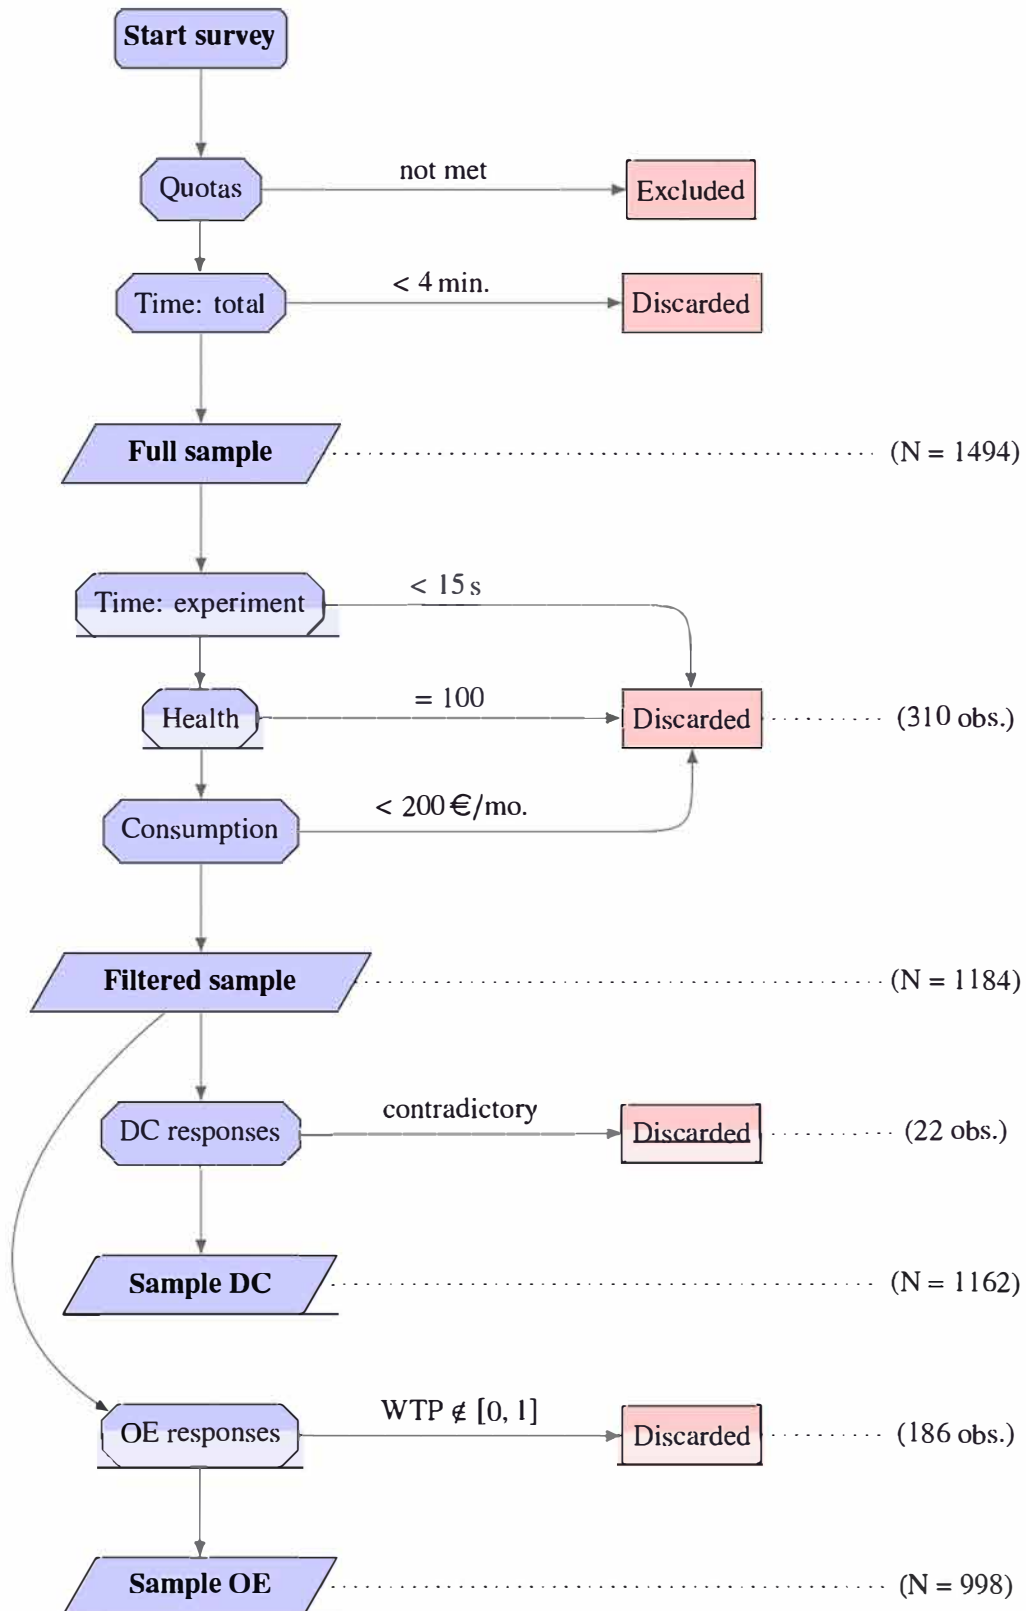 Start survey
Quotas
not met
Excluded
Time: total
< 4 min.
Discarded
Full sample
(N = 1494)
Time: experiment
< 15 s
Health
= 100
Discarded
(310 obs.)
Consumption
< 200 €/mo.
Filtered sample
(N = 1184)
DC responses
contradictory
Discarded
(22 obs.)
Sample DC
(N = 1162)
OE responses
WTP ∉ [0, 1]
Discarded
(186 obs.)
Sample OE
(N = 998)